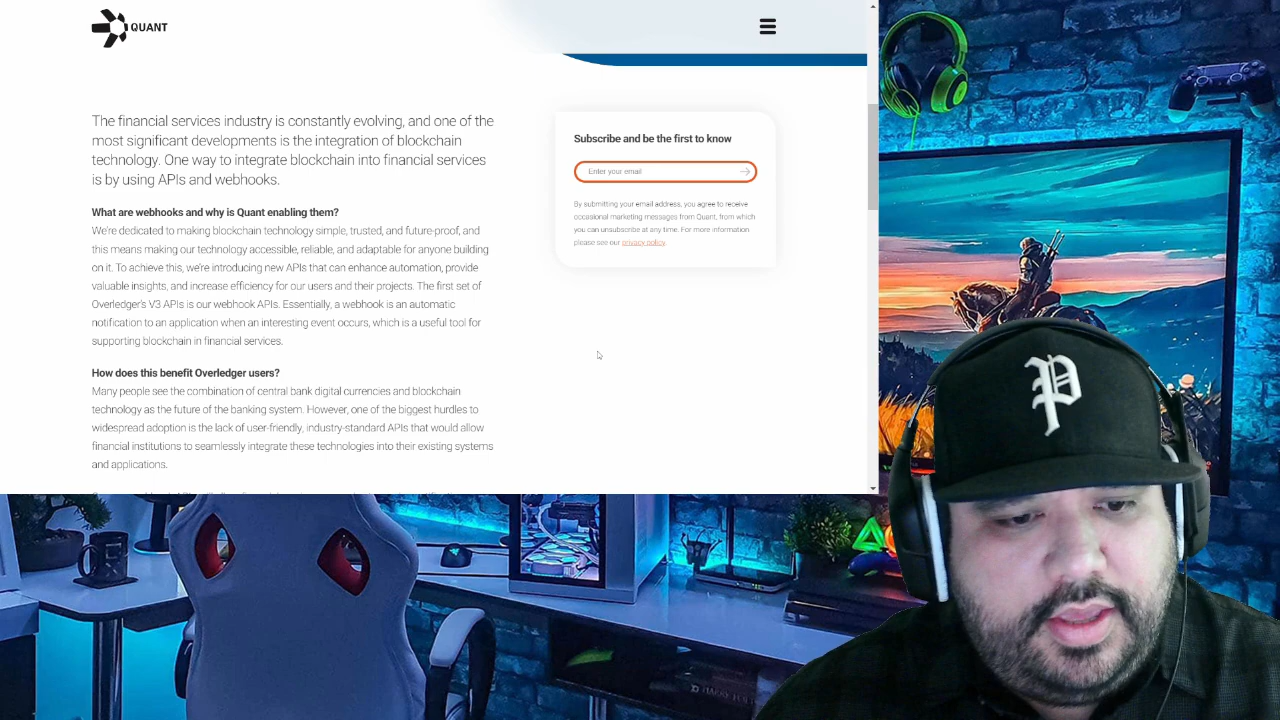 QUANT
The financial services industry is constantly evolving, and one of the
most significant developments is the integration of blockchain
technology. One way to integrate blockchain into financial services
is by using APIs and webhooks.
What are webhooks and why is Quant enabling them?
We're dedicated to making blockchain technology simple, trusted, and future-proof, and
this means making our technology accessible, reliable, and adaptable for anyone building
on it. To achieve this, we're introducing new APIs that can enhance automation, provide
valuable insights, and increase efficiency for our users and their projects. The first set of
Overledger's V3 APIs is our webhook APIs. Essentially, a webhook is an automatic
notification to an application when an interesting event occurs, which is a useful tool for
supporting blockchain in financial services.
How does this benefit Overledger users?
Many people see the combination of central bank digital currencies and blockchain
technology as the future of the banking system. However, one of the biggest hurdles to
widespread adoption is the lack of user-friendly, industry-standard APIs that would allow
financial institutions to seamlessly integrate these technologies into their existing systems
and applications.
Subscribe and be the first to know
Enter your email
By submitting your email address, you agree to receive
occasional marketing messages from Quant, from which
you can unsubscribe at any time. For more information
please see our privacy policy.
P